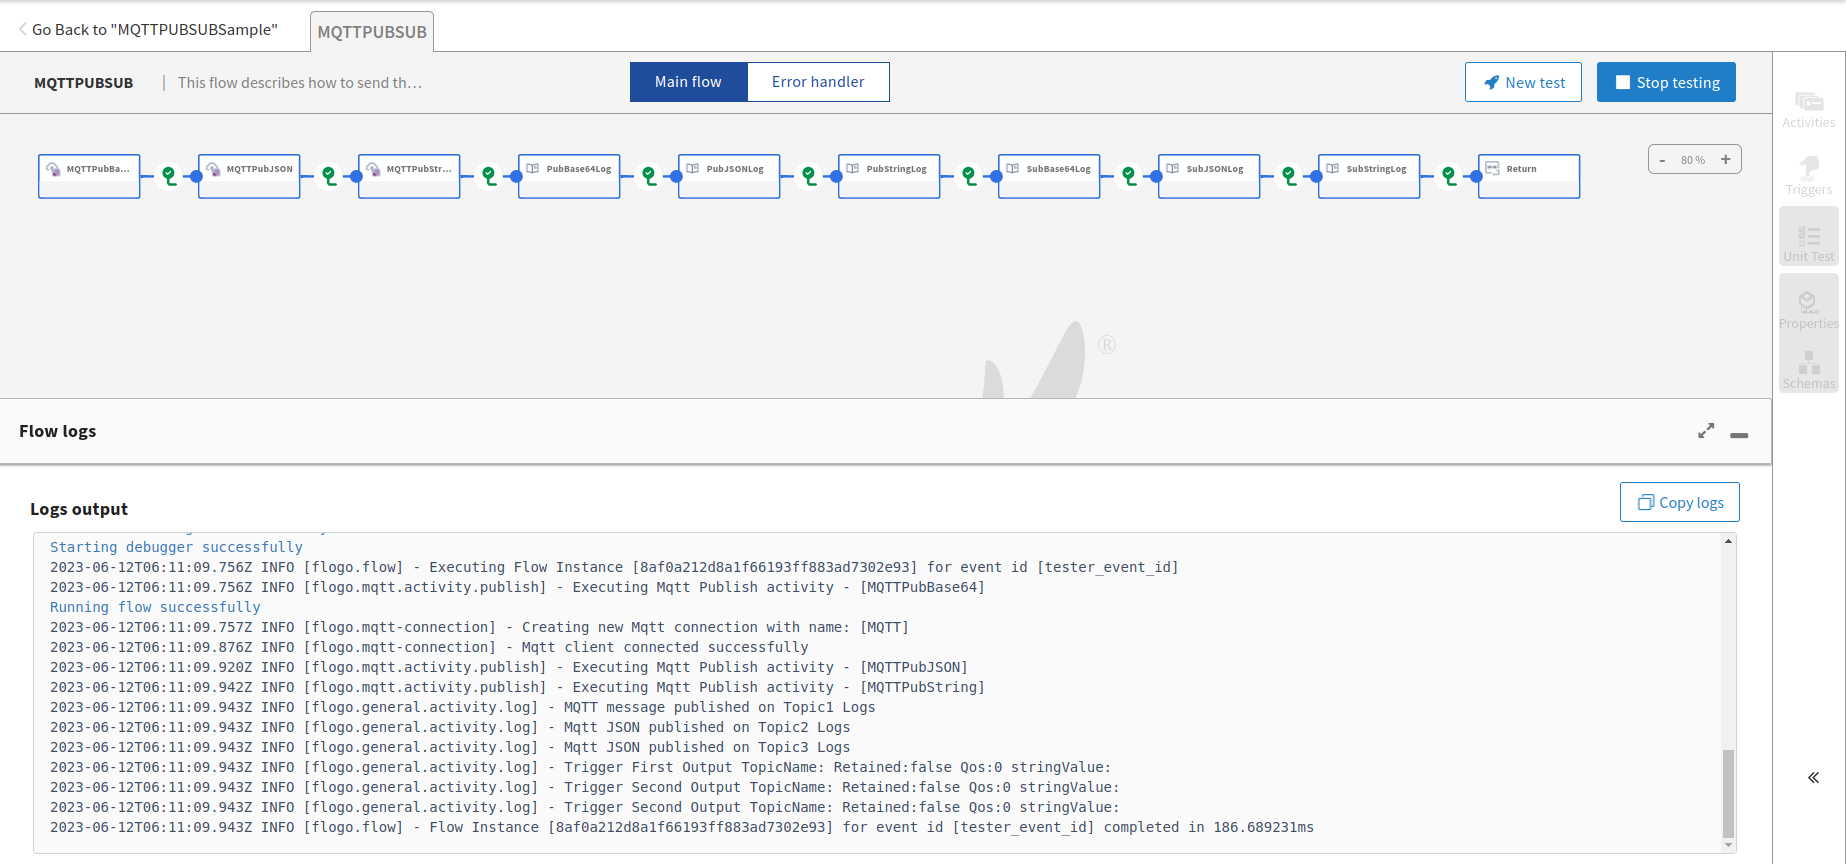 Go Back to "MQTTPUBSUBSample"
MQTTPUBSUB
MQTTPUBSUB | This flow describes how to send th…
Main flow
Error handler
New test
Stop testing
Activities
Triggers
Unit Test
Properties
Schemas
MQTTPubBa...
MQTTPubJSON
MQTTPubStr...
PubBase64Log
PubJSONLog
PubStringLog
SubBase64Log
SubJSONLog
SubStringLog
Return
- 80 % +
®
Flow logs
Logs output
Copy logs
Starting debugger successfully
2023-06-12T06:11:09.756Z INFO [flogo.flow] - Executing Flow Instance [8af0a212d8a1f66193ff883ad7302e93] for event id [tester_event_id]
2023-06-12T06:11:09.756Z INFO [flogo.mqtt.activity.publish] - Executing Mqtt Publish activity - [MQTTPubBase64]
Running flow successfully
2023-06-12T06:11:09.757Z INFO [flogo.mqtt-connection] - Creating new Mqtt connection with name: [MQTT]
2023-06-12T06:11:09.876Z INFO [flogo.mqtt-connection] - Mqtt client connected successfully
2023-06-12T06:11:09.920Z INFO [flogo.mqtt.activity.publish] - Executing Mqtt Publish activity - [MQTTPubJSON]
2023-06-12T06:11:09.942Z INFO [flogo.mqtt.activity.publish] - Executing Mqtt Publish activity - [MQTTPubString]
2023-06-12T06:11:09.943Z INFO [flogo.general.activity.log] - MQTT message published on Topic1 Logs
2023-06-12T06:11:09.943Z INFO [flogo.general.activity.log] - Mqtt JSON published on Topic2 Logs
2023-06-12T06:11:09.943Z INFO [flogo.general.activity.log] - Mqtt JSON published on Topic3 Logs
2023-06-12T06:11:09.943Z INFO [flogo.general.activity.log] - Trigger First Output TopicName: Retained:false Qos:0 stringValue:
2023-06-12T06:11:09.943Z INFO [flogo.general.activity.log] - Trigger Second Output TopicName: Retained:false Qos:0 stringValue:
2023-06-12T06:11:09.943Z INFO [flogo.general.activity.log] - Trigger Second Output TopicName: Retained:false Qos:0 stringValue:
2023-06-12T06:11:09.943Z INFO [flogo.flow] - Flow Instance [8af0a212d8a1f66193ff883ad7302e93] for event id [tester_event_id] completed in 186.689231ms